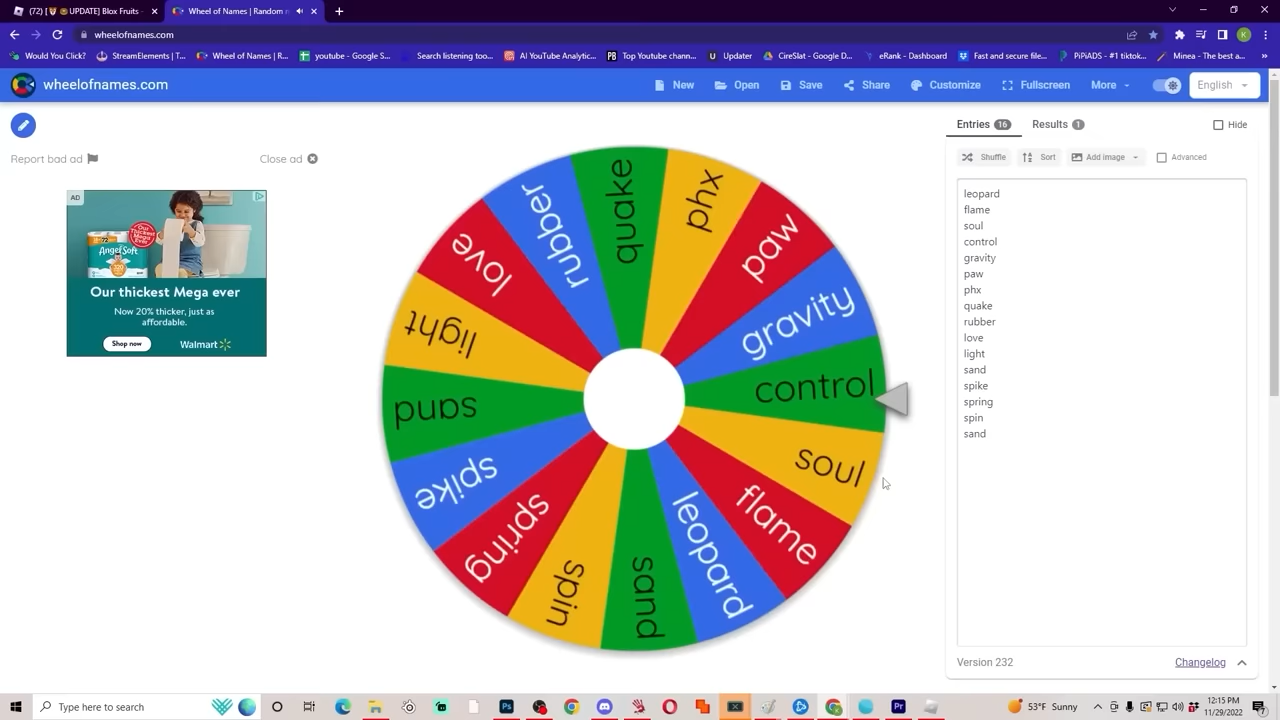 (72) [ UPDATE] Blox Fruits -
Wheel of Names | Random n
wheelofnames.com
Would You Click?
StreamElements | T...
Wheel of Names | R...
youtube - Google S...
Search listening too...
AI YouTube Analytic...
Top Youtube chann...
Updater
CireSlat - Google D...
eRank - Dashboard
Fast and secure file...
PiPiADS - #1 tiktok...
Minea - The best a...
wheelofnames.com
New
Open
Save
Share
Customize
Fullscreen
More
English
Report bad ad
Close ad
AD
Our Thickest Mega Ever
Angel Soft
Our thickest Mega ever
Now 20% thicker, just as
affordable.
Shop now
Walmart
quake
phx
paw
gravity
control
soul
flame
leopard
sand
spin
spring
spike
sand
light
love
rubber
Entries 16
Results 1
Hide
Shuffle
Sort
Add image
Advanced
leopard
flame
soul
control
gravity
paw
phx
quake
rubber
love
light
sand
spike
spring
spin
sand
Version 232
Changelog
Type here to search
53°F Sunny
12:15 PM
11/29/2022